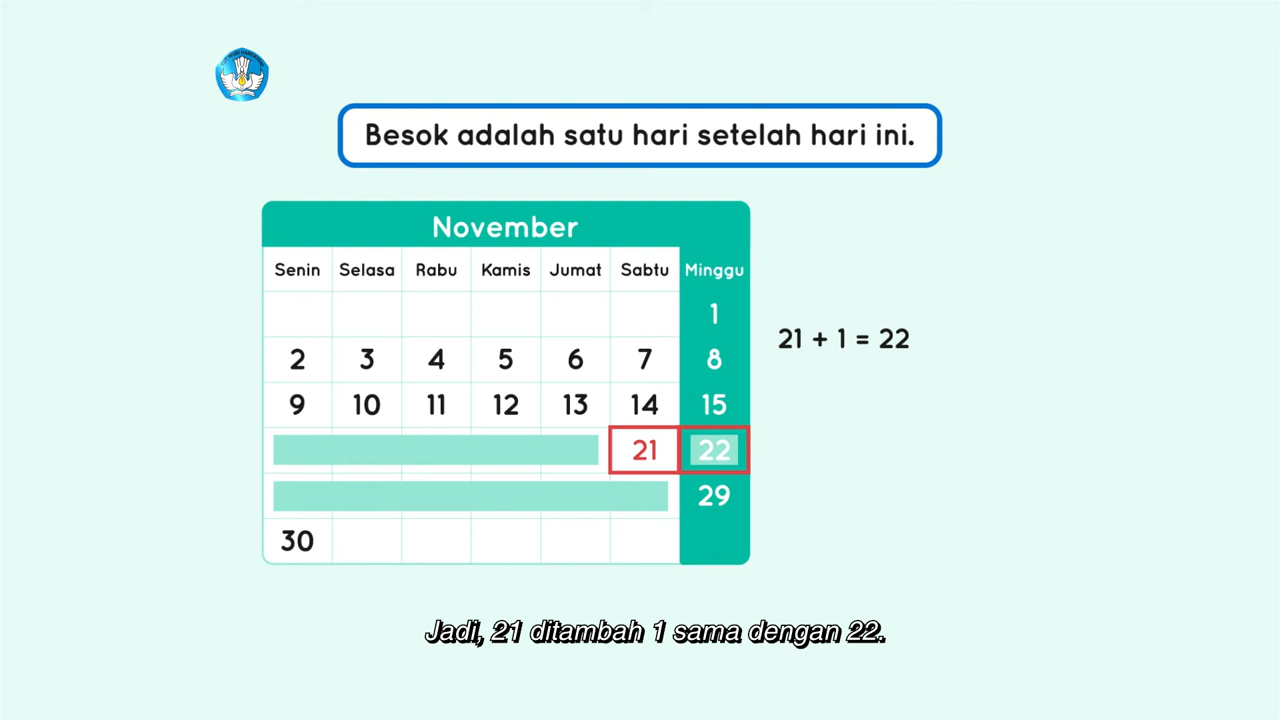 Besok adalah satu hari setelah hari ini.
November
Senin Selasa Rabu Kamis Jumat Sabtu Minggu
1
2 3 4 5 6 7 8
9 10 11 12 13 14 15
21 22
29
30
21 + 1 = 22
Jadi, 21 ditambah 1 sama dengan 22.